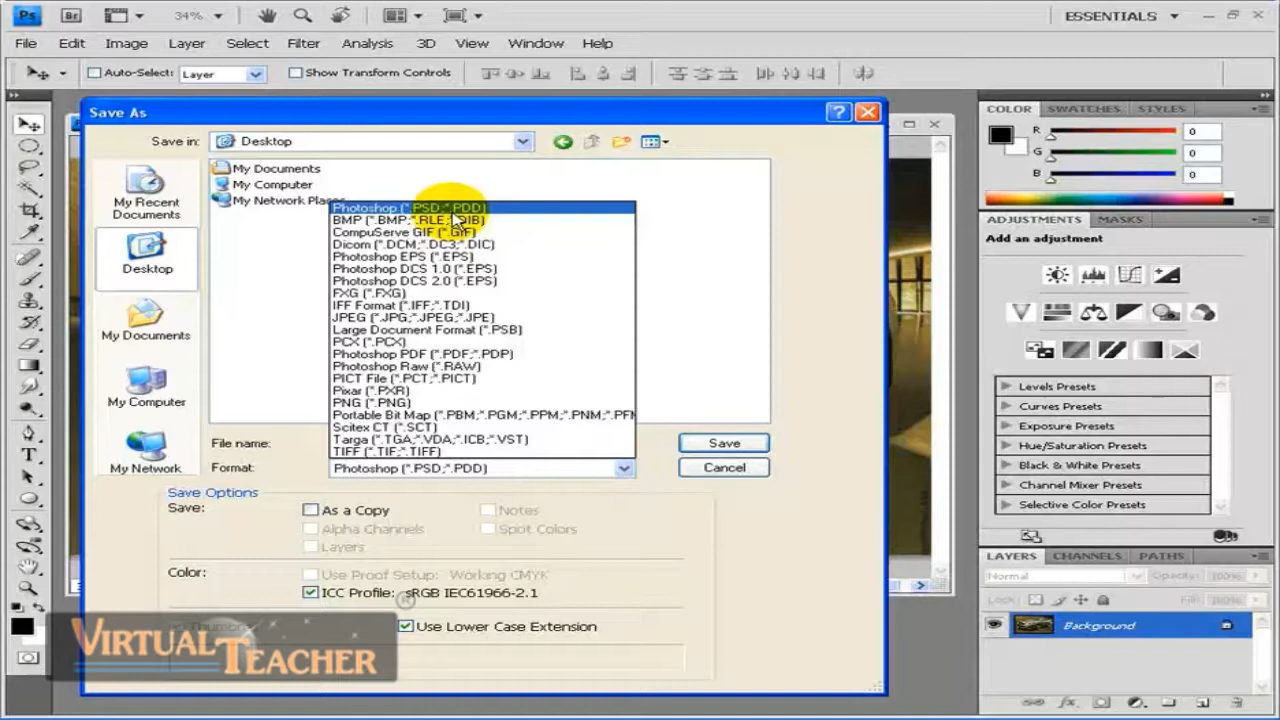 Ps Br 34% ESSENTIALS
File Edit Image Layer Select Filter Analysis 3D View Window Help
Auto-Select: Layer Show Transform Controls
Save As
Save in: Desktop
My Documents
My Computer
My Network Places
My Recent
Documents
Desktop
My Documents
My Computer
My Network
Photoshop (*.PSD;*.PDD)
BMP (*.BMP;*.RLE;*.DIB)
CompuServe GIF (*.GIF)
Dicom (*.DCM;*.DC3;*.DIC)
Photoshop EPS (*.EPS)
Photoshop DCS 1.0 (*.EPS)
Photoshop DCS 2.0 (*.EPS)
FXG (*.FXG)
IFF Format (*.IFF;*.TDI)
JPEG (*.JPG;*.JPEG;*.JPE)
Large Document Format (*.PSB)
PCX (*.PCX)
Photoshop PDF (*.PDF;*.PDP)
Photoshop Raw (*.RAW)
PICT File (*.PCT;*.PICT)
Pixar (*.PXR)
PNG (*.PNG)
Portable Bit Map (*.PBM;*.PGM;*.PPM;*.PNM;*.PFM
Scitex CT (*.SCT)
Targa (*.TGA;*.VDA;*.ICB;*.VST)
TIFF (*.TIF;*.TIFF)
File name: Save
Format: Photoshop (*.PSD;*.PDD) Cancel
Save Options
Save: As a Copy Notes
Alpha Channels Spot Colors
Layers
Color: Use Proof Setup: Working CMYK
ICC Profile: sRGB IEC61966-2.1
Use Lower Case Extension
VIRTUAL
TEACHER
COLOR SWATCHES STYLES
R 0
G 0
B 0
ADJUSTMENTS MASKS
Add an adjustment
Levels Presets
Curves Presets
Exposure Presets
Hue/Saturation Presets
Black & White Presets
Channel Mixer Presets
Selective Color Presets
LAYERS CHANNELS PATHS
Normal Opacity: 100%
Lock: Fill: 100%
Background